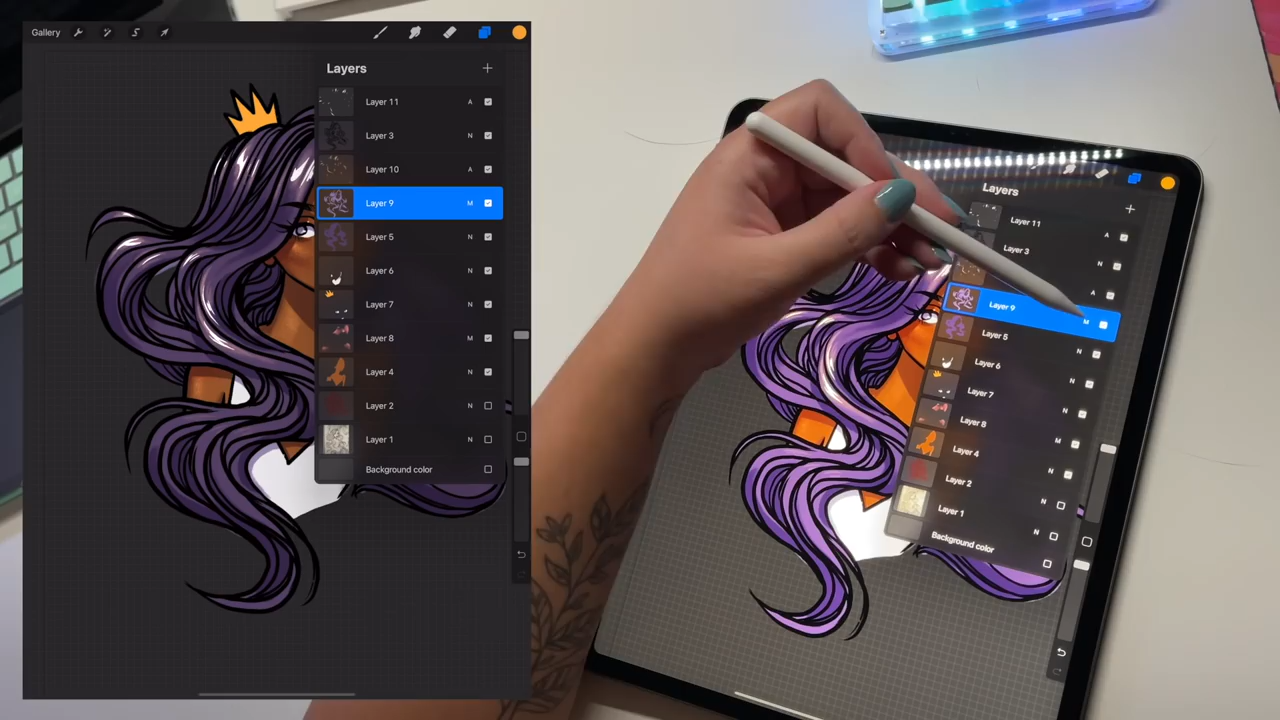 Gallery
Layers
Layer 11 A
Layer 3 N
Layer 10 A
Layer 9 M
Layer 5 N
Layer 6 N
Layer 7 N
Layer 8 M
Layer 4 N
Layer 2 N
Layer 1 N
Background color
Layers
Layer 11 A
Layer 3 N
A
Layer 9 M
Layer 5 N
Layer 6 N
Layer 7 N
Layer 8 M
Layer 4 N
Layer 2 N
Layer 1 N
Background color